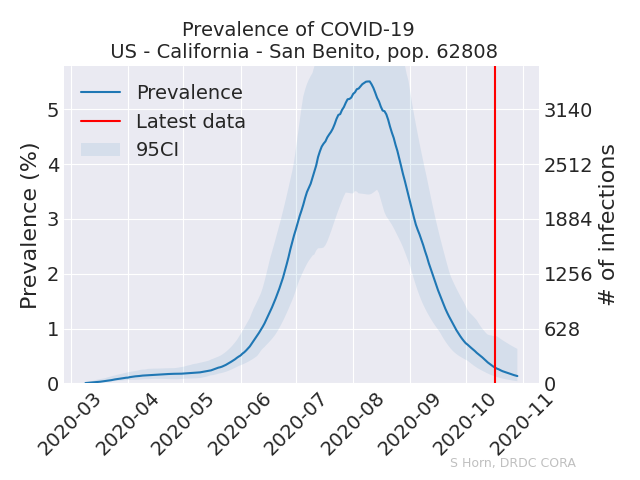 Prevalence of COVID-19
US - California - San Benito, pop. 62808
Prevalence
Latest data
95CI
Prevalence (%)
5
4
3
2
1
0
3140
2512
1884
1256
628
0
# of infections
2020-03
2020-04
2020-05
2020-06
2020-07
2020-08
2020-09
2020-10
2020-11
S Horn, DRDC CORA